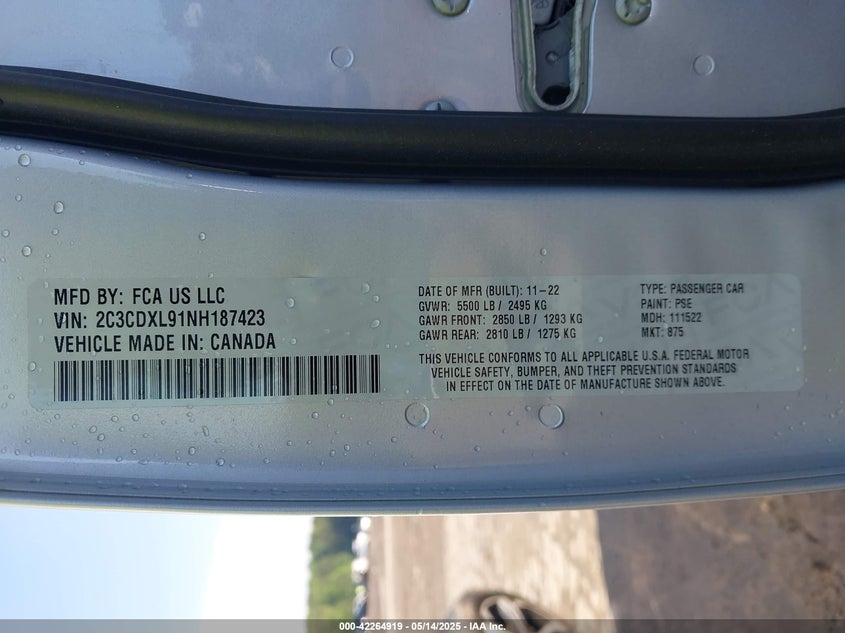 MFD BY: FCA US LLC
VIN: 2C3CDXL91NH187423
VEHICLE MADE IN: CANADA
DATE OF MFR (BUILT): 11-22
GVWR: 5500 LB / 2495 KG
GAWR FRONT: 2850 LB / 1293 KG
GAWR REAR: 2810 LB / 1275 KG
TYPE: PASSENGER CAR
PAINT: PSE
MDH: 111522
MKT: 875
THIS VEHICLE CONFORMS TO ALL APPLICABLE U.S.A. FEDERAL MOTOR
VEHICLE SAFETY, BUMPER, AND THEFT PREVENTION STANDARDS
IN EFFECT ON THE DATE OF MANUFACTURE SHOWN ABOVE.
000-42264919 - 05/14/2025 - IAA Inc.